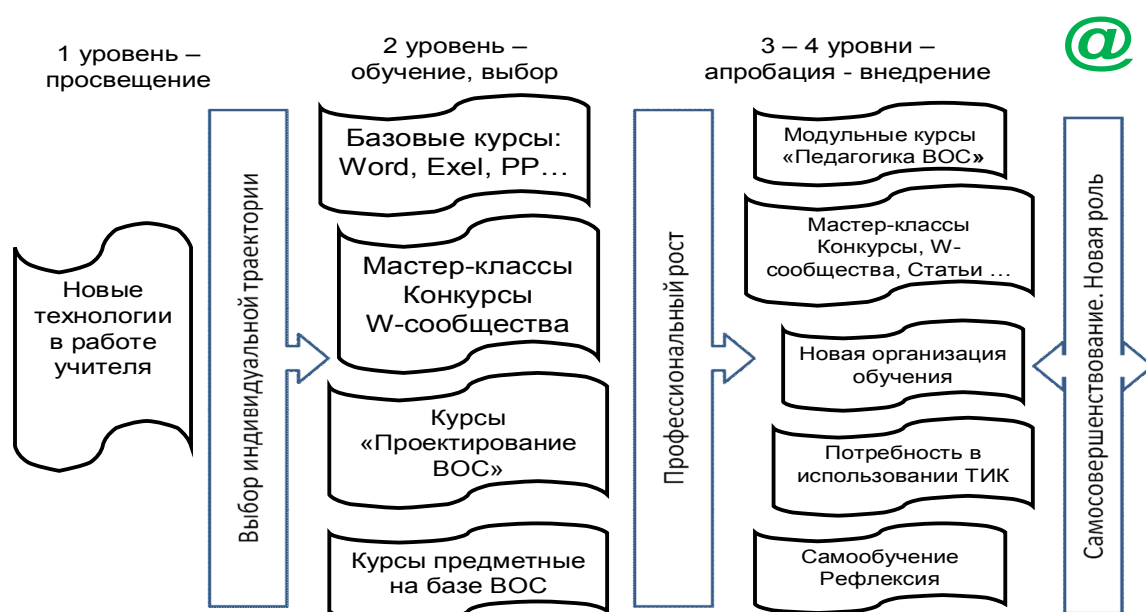 1 уровень –
просвещение
Новые
технологии
в работе
учителя
Выбор индивидуальной траектории
2 уровень –
обучение, выбор
Базовые курсы:
Word, Exel, PP…
Мастер-классы
Конкурсы
W-сообщества
Курсы
«Проектирование
ВОС»
Курсы предметные
на базе ВОС
Профессиональный рост
3 – 4 уровни –
апробация - внедрение
Модульные курсы
«Педагогика ВОС»
Мастер-классы
Конкурсы, W-
сообщества, Статьи …
Новая организация
обучения
Потребность в
использовании ТИК
Самообучение
Рефлексия
@
Самосовершенствование. Новая роль